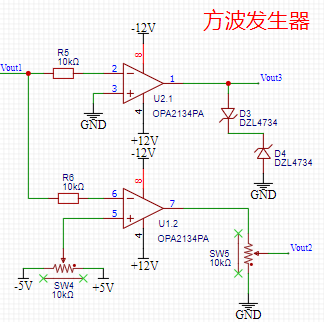 方波发生器
-12V
Vout1
R5
10kΩ
8
2
3
1
Vout3
4
U2.1
OPA2134PA
GND
+12V
D3
DZL4734
D4
DZL4734
GND
-12V
R6
10kΩ
8
6
5
7
4
U1.2
OPA2134PA
+12V
SW5
10kΩ
Vout2
-5V
SW4
10kΩ
+5V
GND